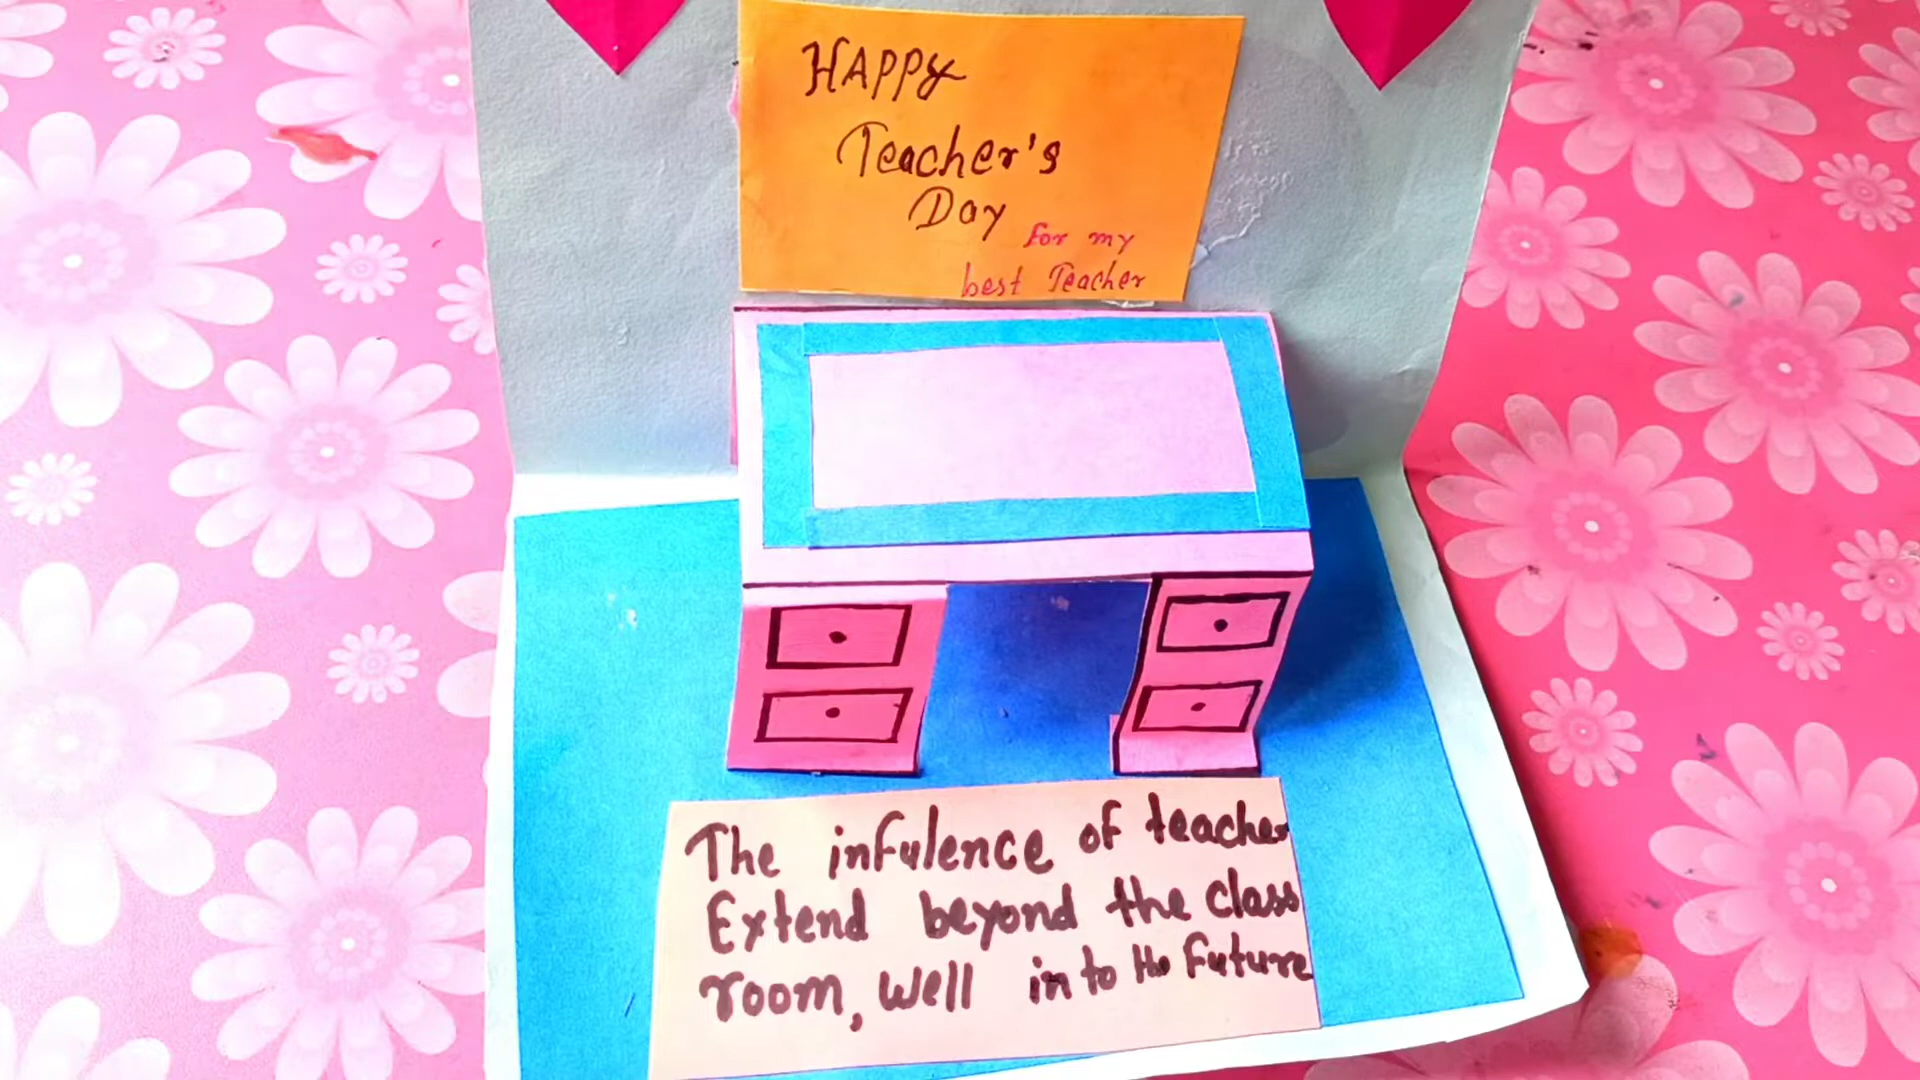 HAPPY
Teacher's
Day
for my
best Teacher
The infulence of teacher
Extend beyond the class
room, well in to the future